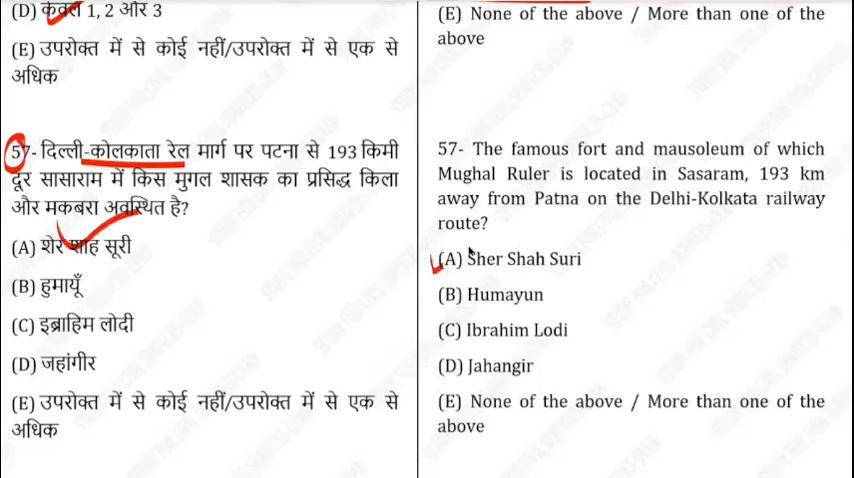 (D) केवल 1, 2 और 3
(E) उपरोक्त में से कोई नहीं/उपरोक्त में से एक से
अधिक
57- दिल्ली-कोलकाता रेल मार्ग पर पटना से 193 किमी
दूर सासाराम में किस मुगल शासक का प्रसिद्ध किला
और मकबरा अवस्थित है?
(A) शेर शाह सूरी
(B) हुमायूँ
(C) इब्राहिम लोदी
(D) जहांगीर
(E) उपरोक्त में से कोई नहीं/उपरोक्त में से एक से
अधिक
(E) None of the above / More than one of the
above
57- The famous fort and mausoleum of which
Mughal Ruler is located in Sasaram, 193 km
away from Patna on the Delhi-Kolkata railway
route?
(A) Sher Shah Suri
(B) Humayun
(C) Ibrahim Lodi
(D) Jahangir
(E) None of the above / More than one of the
above